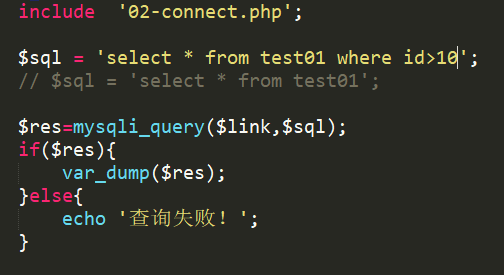 include  '02-connect.php';
$sql = 'select * from test01 where id>10';
// $sql = 'select * from test01';
$res=mysqli_query($link,$sql);
if($res){
    var_dump($res);
}else{
    echo '查询失败！';
}